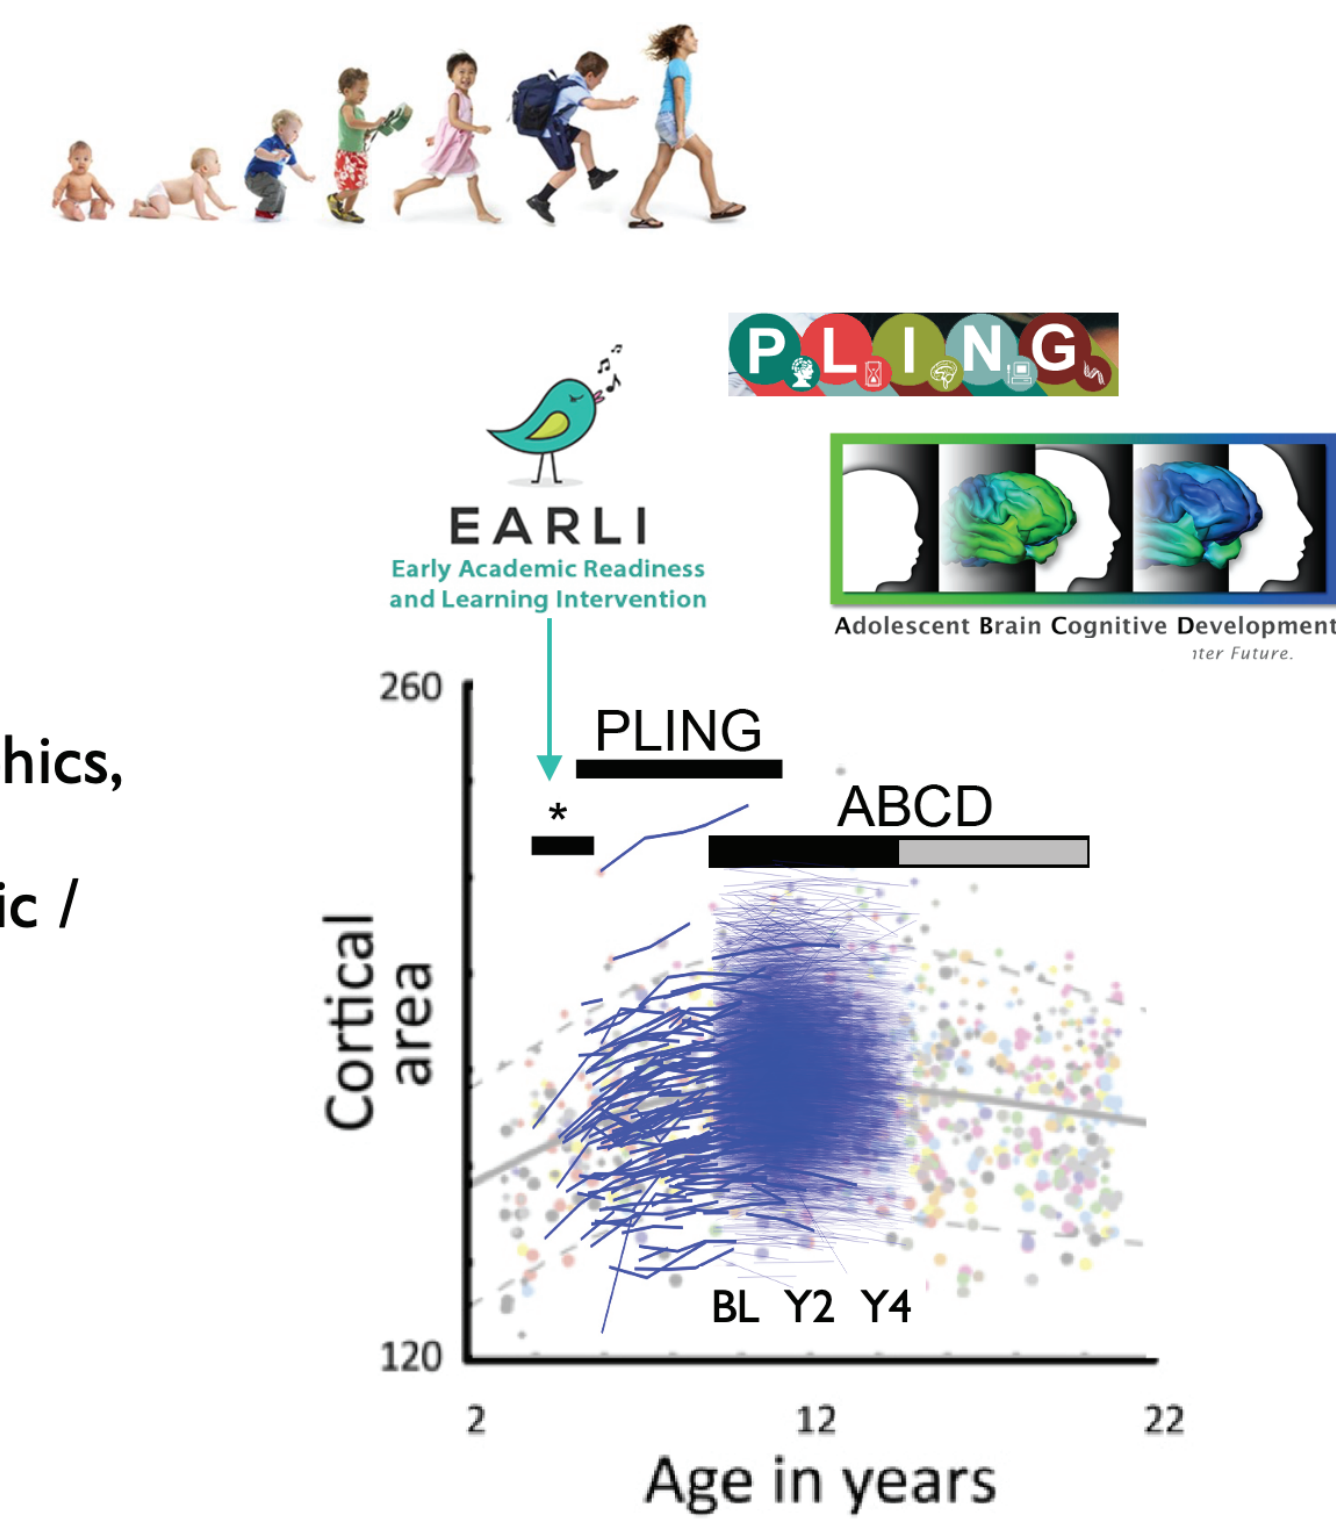 P L I N G
EARLI
Early Academic Readiness
and Learning Intervention
Adolescent Brain Cognitive Development
Future.
260
PLING
hics,
*
ABCD
ic /
Cortical
area
BL Y2 Y4
120
2 12 22
Age in years